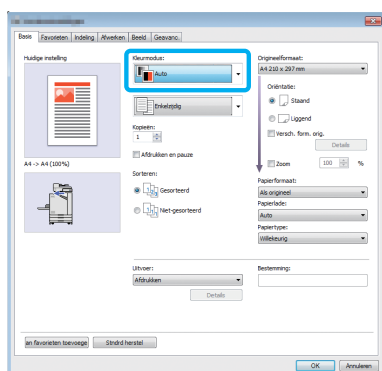 Basis Favorieten Indeling Afwerken Beeld Geavanc.
Huidige instelling
A4 -> A4 (100%)
Kleurmodus:
Auto
Enkelzijdig
Kopieën:
1
Afdrukken en pauze
Sorteren:
Gesorteerd
Niet-gesorteerd
Uitvoer:
Afdrukken
Details
Origineelformaat:
A4 210 x 297 mm
Oriëntatie:
Staand
Liggend
Versch. form. orig.
Details
Zoom 100 %
Papierformaat:
Als origineel
Papierlade:
Auto
Papiertype:
Willekeurig
Bestemming:
an favorieten toevoege Stndrd herstel
OK Annuleren